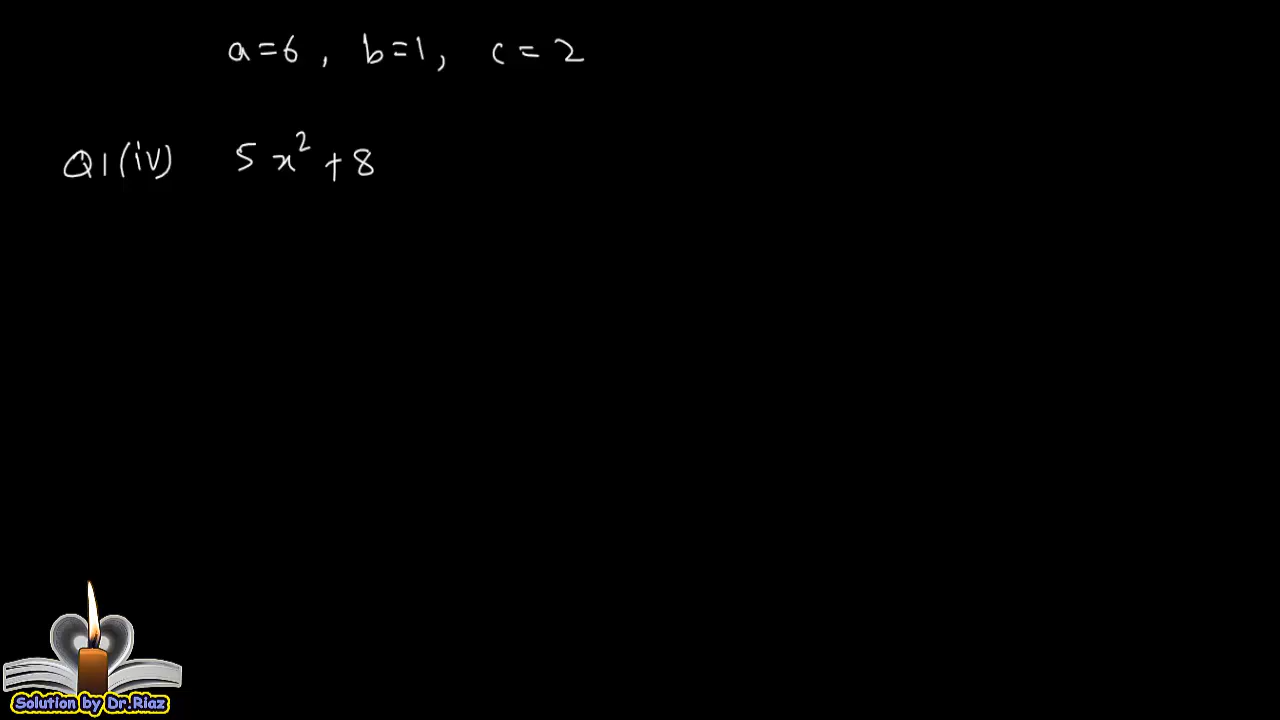 a = 6 , b = 1 , c = 2
Q1(iv) 5x² + 8
Solution by Dr.Riaz